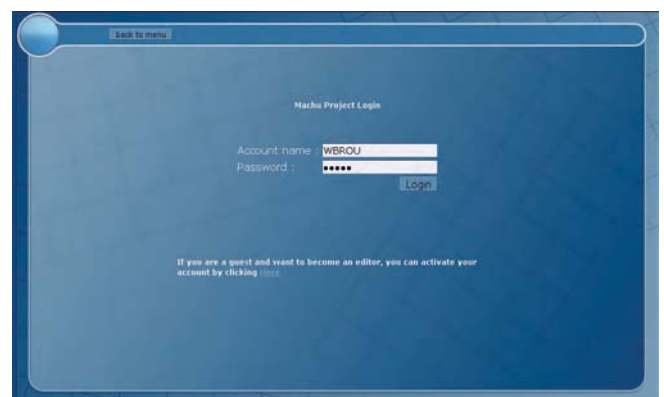 back to menu
Machu Project Login
Account name : WBROU
Password : •••••
Login
If you are a guest and want to become an editor, you can activate your
account by clicking Here